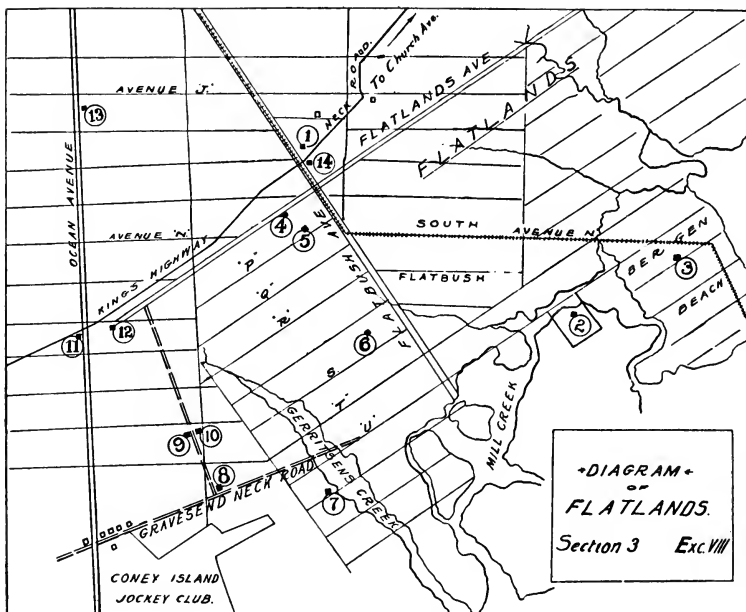 NECK ROAD.
To Church Ave.
AVENUE "J."
FLATLANDS AVE
FLATLANDS
13
1
14
OCEAN AVENUE
AVENUE "N."
KINGS HIGHWAY
4
5
SOUTH AVENUE N
FLATBUSH
FLATBUSH AVE
BERGEN BEACH
3
"P"
"Q"
"R"
S
"T"
"U"
2
11
12
6
9
10
8
7
GERRITSENS CREEK
MILL CREEK
GRAVESEND NECK ROAD
CONEY ISLAND
JOCKEY CLUB.
DIAGRAM
OF
FLATLANDS.
Section 3 Exc. VIII